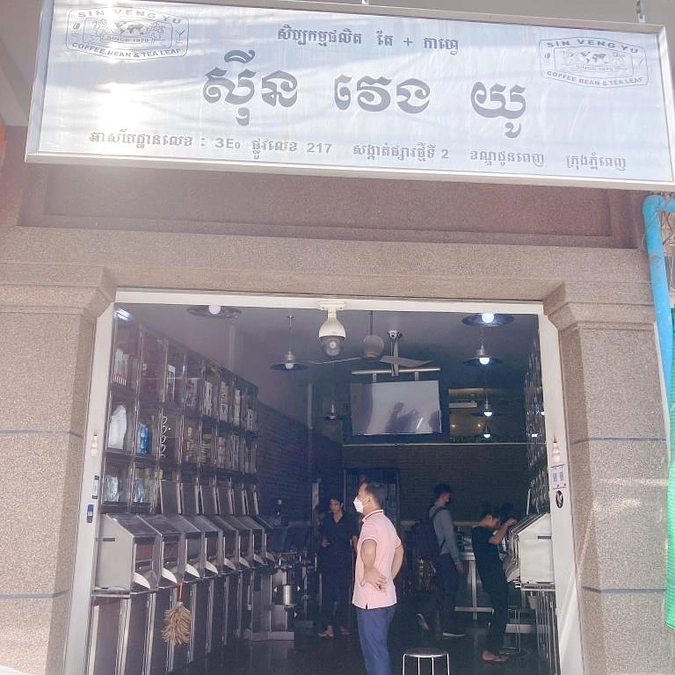 SIN VENG YU
SINCE 1979
COFFEE BEAN & TEA LEAF
សិប្បកម្មផលិត តែ + កាហ្វេ
ស៊ីន វេង យូ
SIN VENG YU
COFFEE BEAN & TEA LEAF
អាស័យដ្ឋានលេខ : 3E₀ ផ្លូវលេខ 217 សង្កាត់ផ្សារថ្មីទី 2 ខណ្ឌដូនពេញ ក្រុងភ្នំពេញ